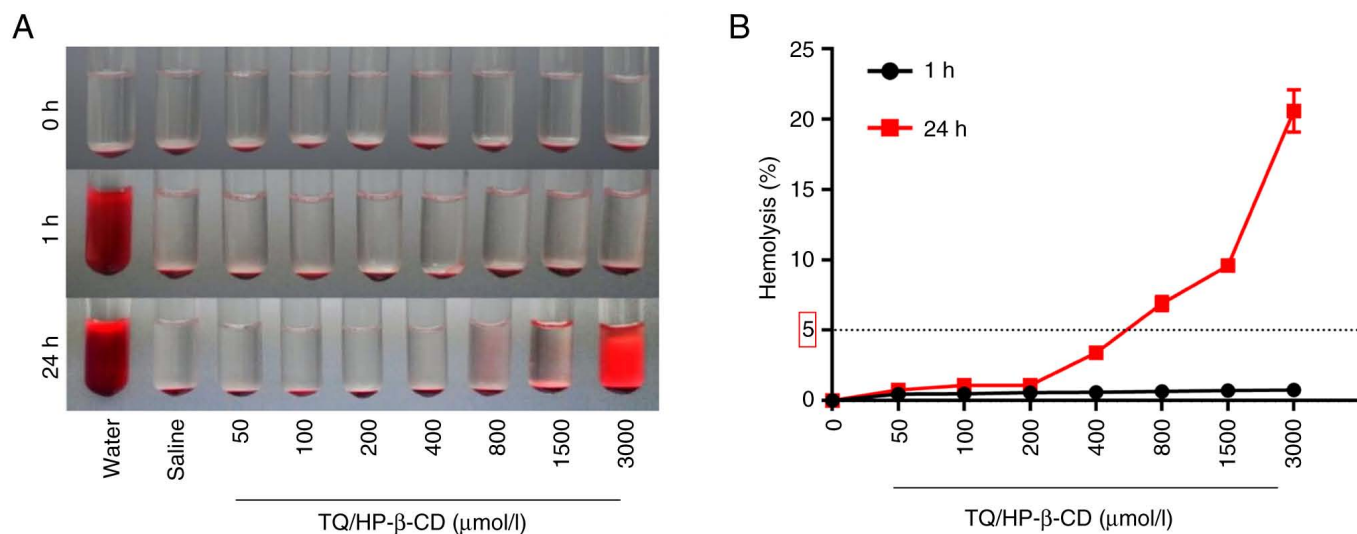 A
0 h
1 h
24 h
Water
Saline
50
100
200
400
800
1500
3000
TQ/HP-β-CD (μmol/l)
B
Hemolysis (%)
25
20
15
10
5
0
1 h
24 h
0
50
100
200
400
800
1500
3000
TQ/HP-β-CD (μmol/l)